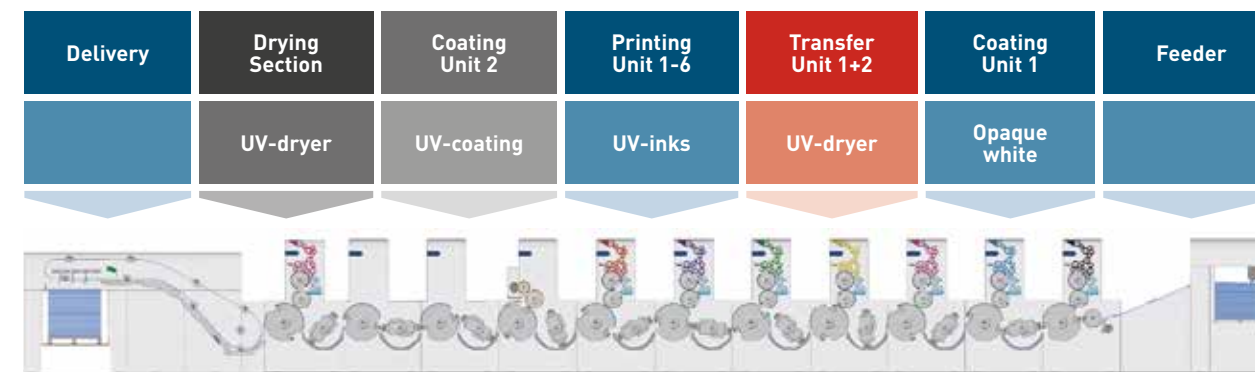 Delivery
Drying
Section
Coating
Unit 2
Printing
Unit 1-6
Transfer
Unit 1+2
Coating
Unit 1
Feeder
UV-dryer
UV-coating
UV-inks
UV-dryer
Opaque
white